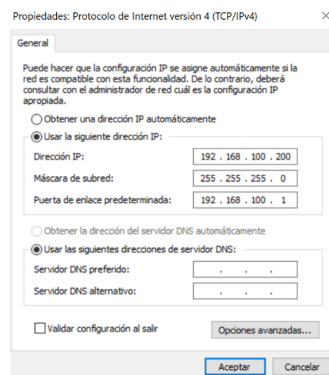 Propiedades: Protocolo de Internet versión 4 (TCP/IPv4)
General
Puede hacer que la configuración IP se asigne automáticamente si la
red es compatible con esta funcionalidad. De lo contrario, deberá
consultar con el administrador de red cuál es la configuración IP
apropiada.
Obtener una dirección IP automáticamente
Usar la siguiente dirección IP:
Dirección IP: 192 . 168 . 100 . 200
Máscara de subred: 255 . 255 . 255 . 0
Puerta de enlace predeterminada: 192 . 168 . 100 . 1
Obtener la dirección del servidor DNS automáticamente
Usar las siguientes direcciones de servidor DNS:
Servidor DNS preferido: . . .
Servidor DNS alternativo: . . .
Validar configuración al salir Opciones avanzadas...
Aceptar Cancelar